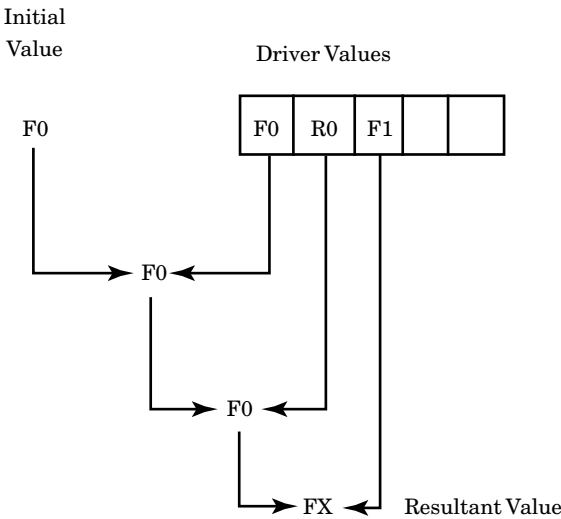 Initial
Value
Driver Values
F0
F0 R0 F1
F0
F0
FX
Resultant Value